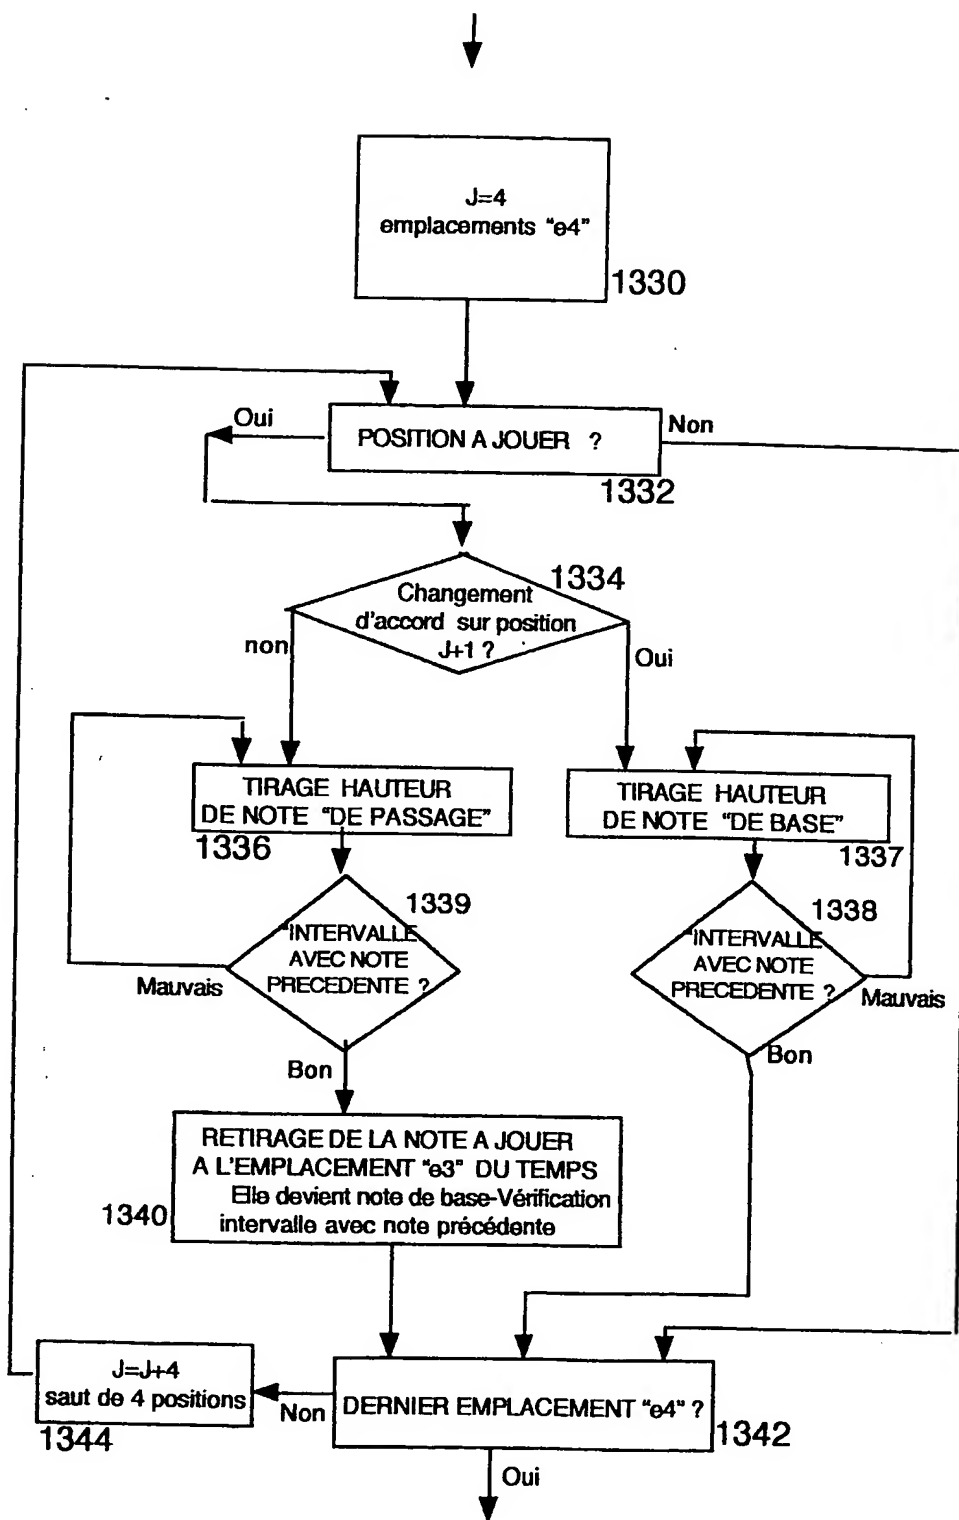 J=4
emplacements "e4"
1330
Oui
POSITION A JOUER ?
Non
1332
1334
Changement
d'accord sur position
J+1 ?
non
Oui
TIRAGE HAUTEUR
DE NOTE "DE PASSAGE"
1336
TIRAGE HAUTEUR
DE NOTE "DE BASE"
1337
1339
"INTERVALLE
AVEC NOTE
PRECEDENTE ?
Mauvais
Bon
1338
"INTERVALLE
AVEC NOTE
PRECEDENTE ?
Mauvais
Bon
RETIRAGE DE LA NOTE A JOUER
A L'EMPLACEMENT "e3" DU TEMPS
Elle devient note de base-Vérification
intervalle avec note précédente
1340
J=J+4
saut de 4 positions
1344
Non
DERNIER EMPLACEMENT "e4" ?
1342
Oui